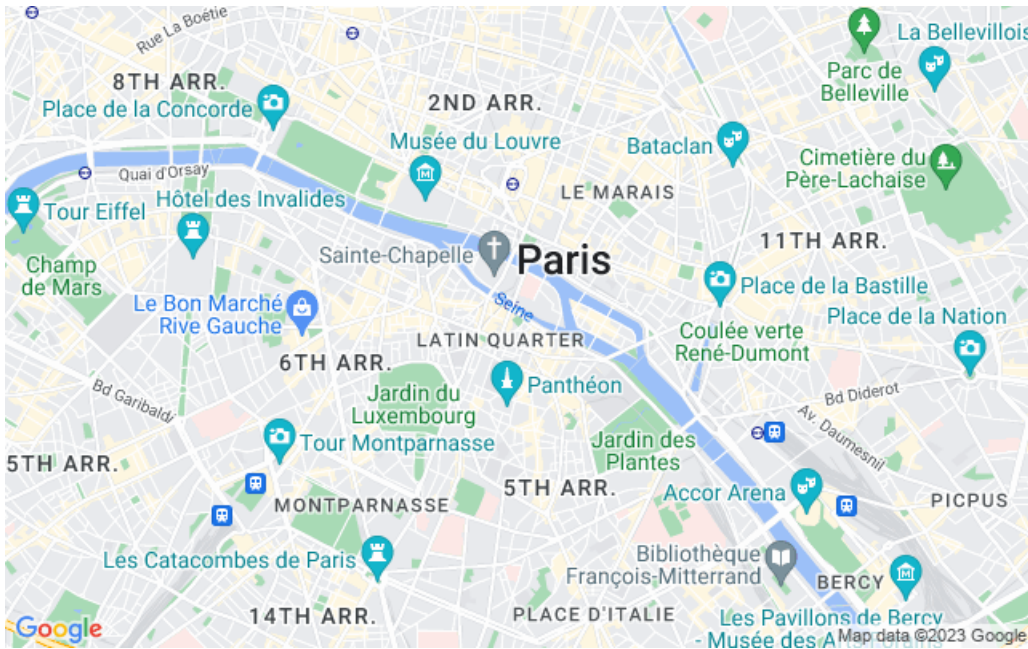 Rue La Boétie
La Bellevilloise
8TH ARR.
Parc de
Belleville
Place de la Concorde
2ND ARR.
Musée du Louvre
Bataclan
Cimetière du
Père-Lachaise
Quai d'Orsay
Hôtel des Invalides
LE MARAIS
Tour Eiffel
11TH ARR.
Sainte-Chapelle
Paris
Champ
de Mars
Place de la Bastille
Le Bon Marché
Rive Gauche
Seine
Place de la Nation
LATIN QUARTER
Coulée verte
René-Dumont
6TH ARR.
Jardin du
Luxembourg
Panthéon
Bd Garibaldi
Bd Diderot
Av. Daumesnil
Tour Montparnasse
Jardin des
Plantes
5TH ARR.
5TH ARR.
Accor Arena
PICPUS
MONTPARNASSE
Les Catacombes de Paris
Bibliothèque
François-Mitterrand
BERCY
14TH ARR.
PLACE D'ITALIE
Les Pavillons de Bercy
- Musée des Arts Forains
Google
Map data ©2023 Google